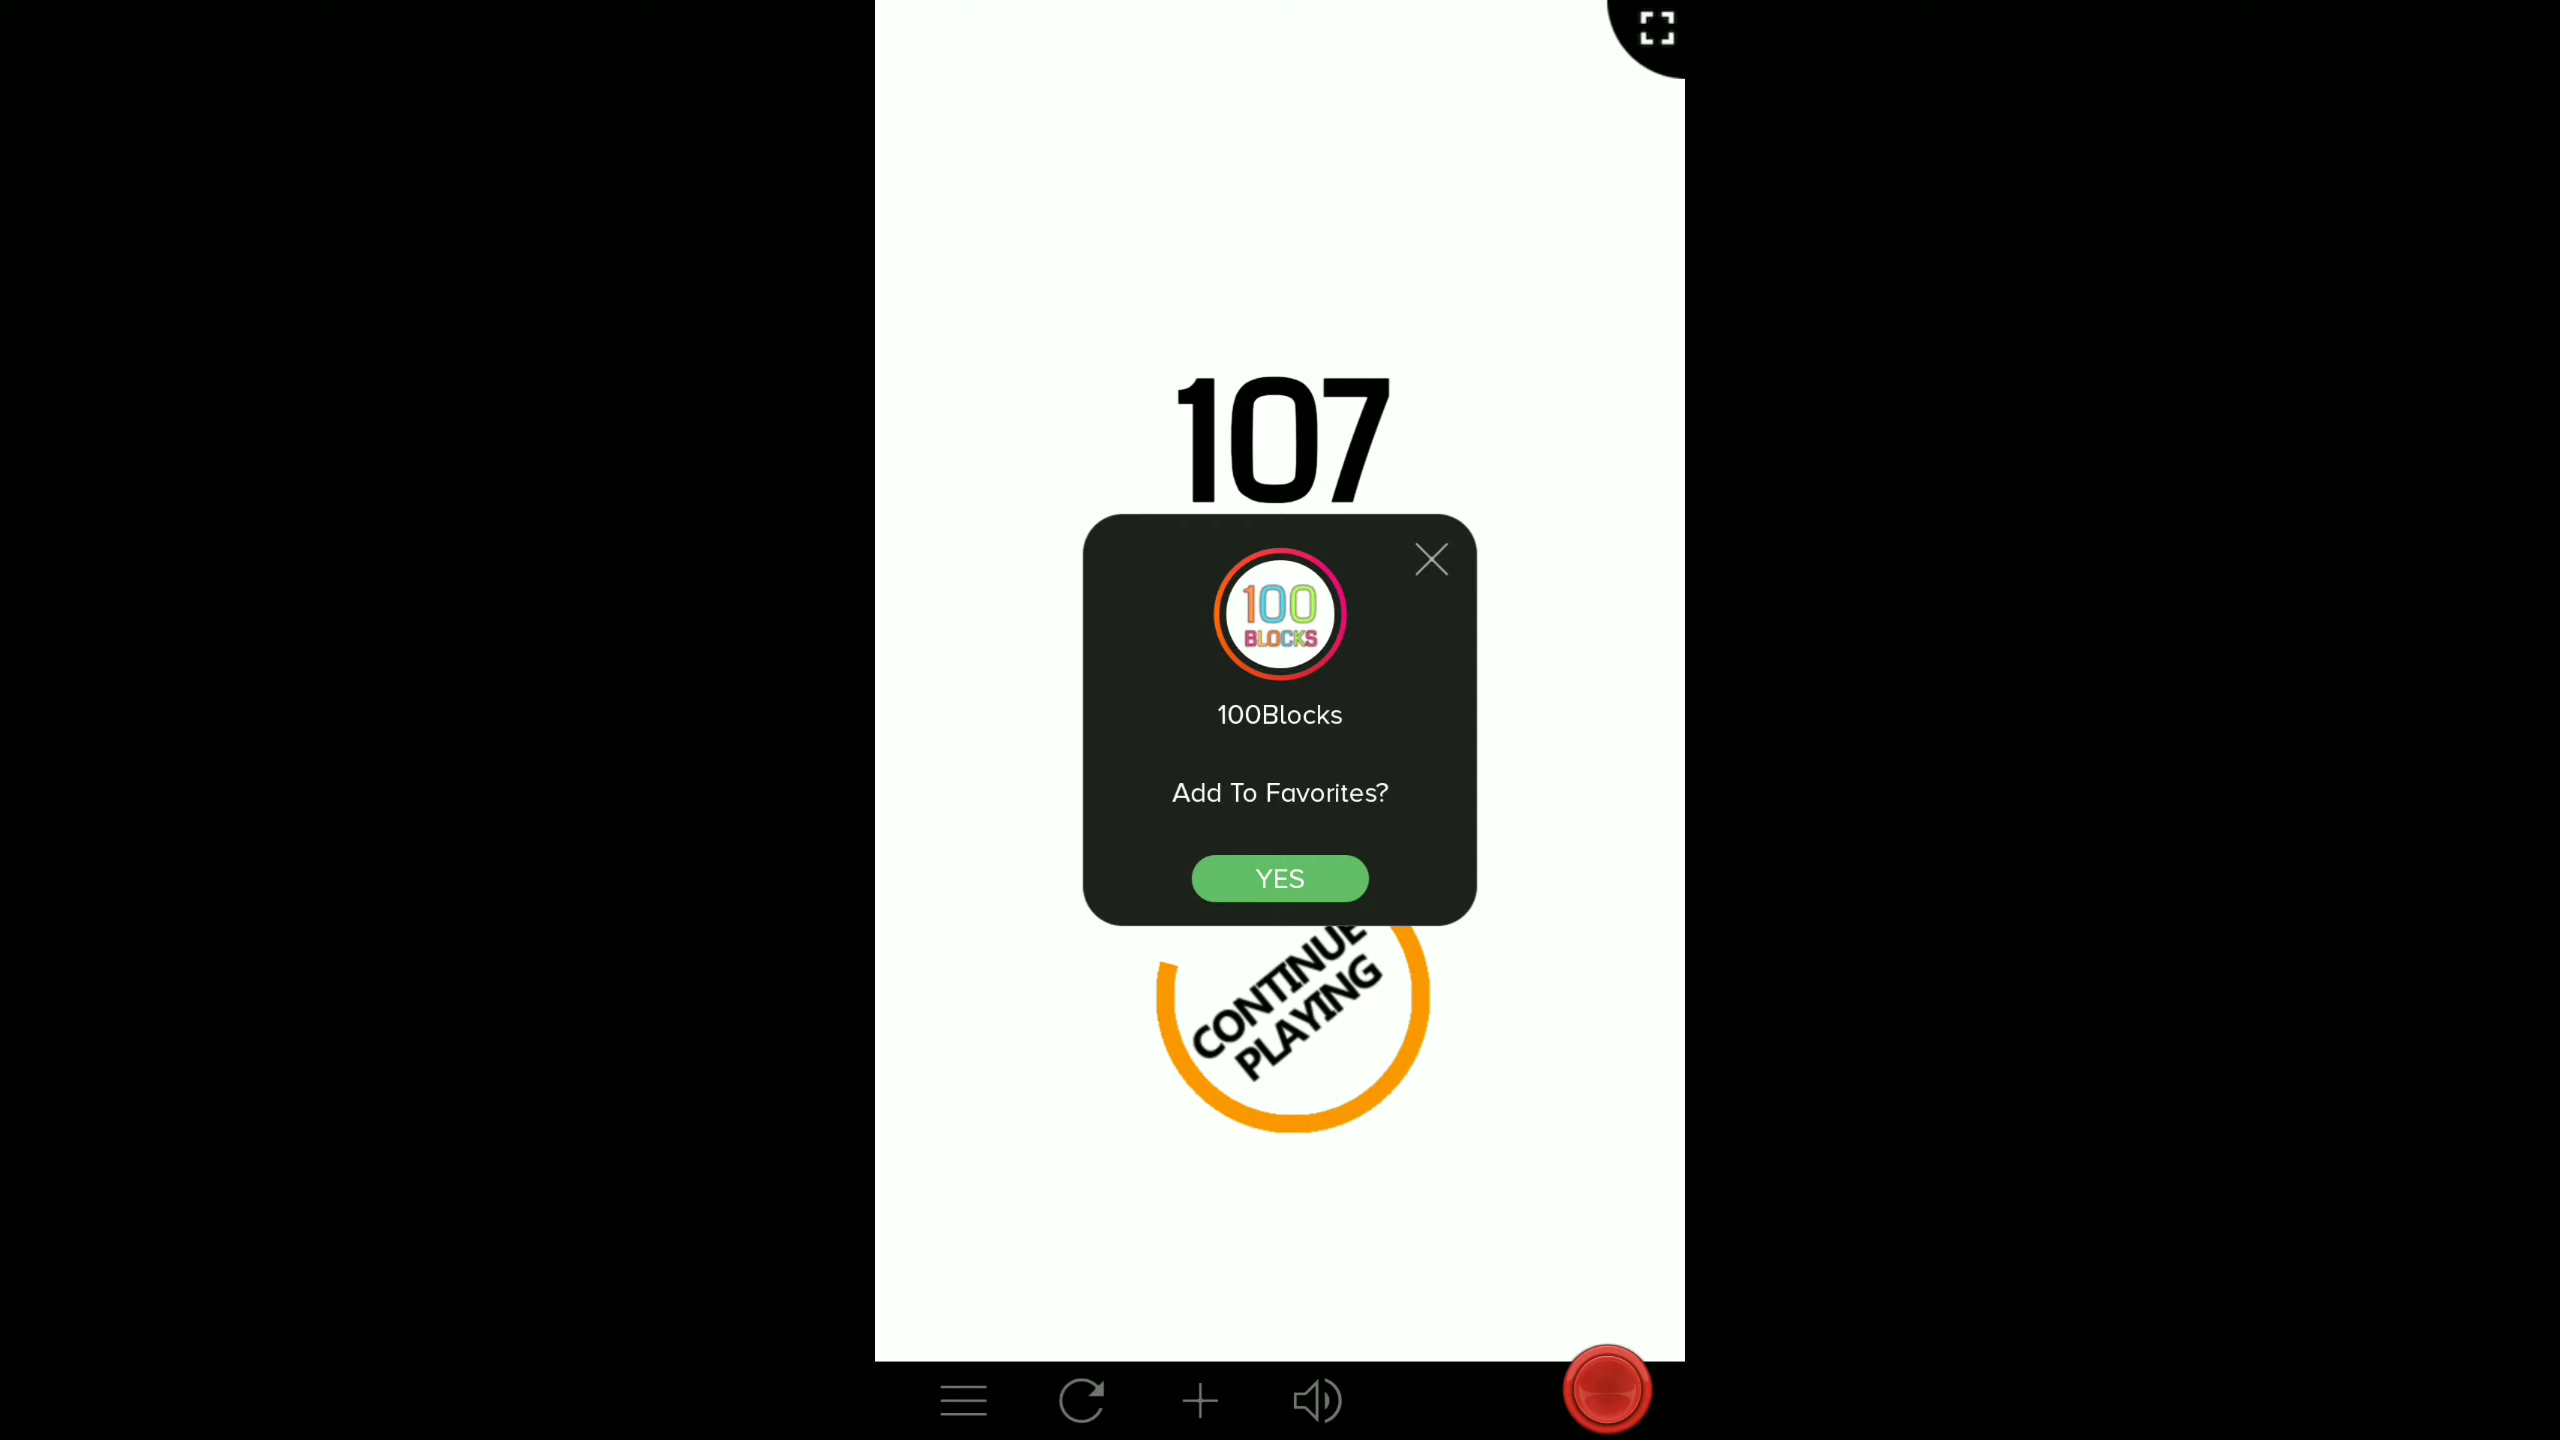 107
100
BLOCKS
100Blocks
Add To Favorites?
YES
CONTINUE
PLAYING